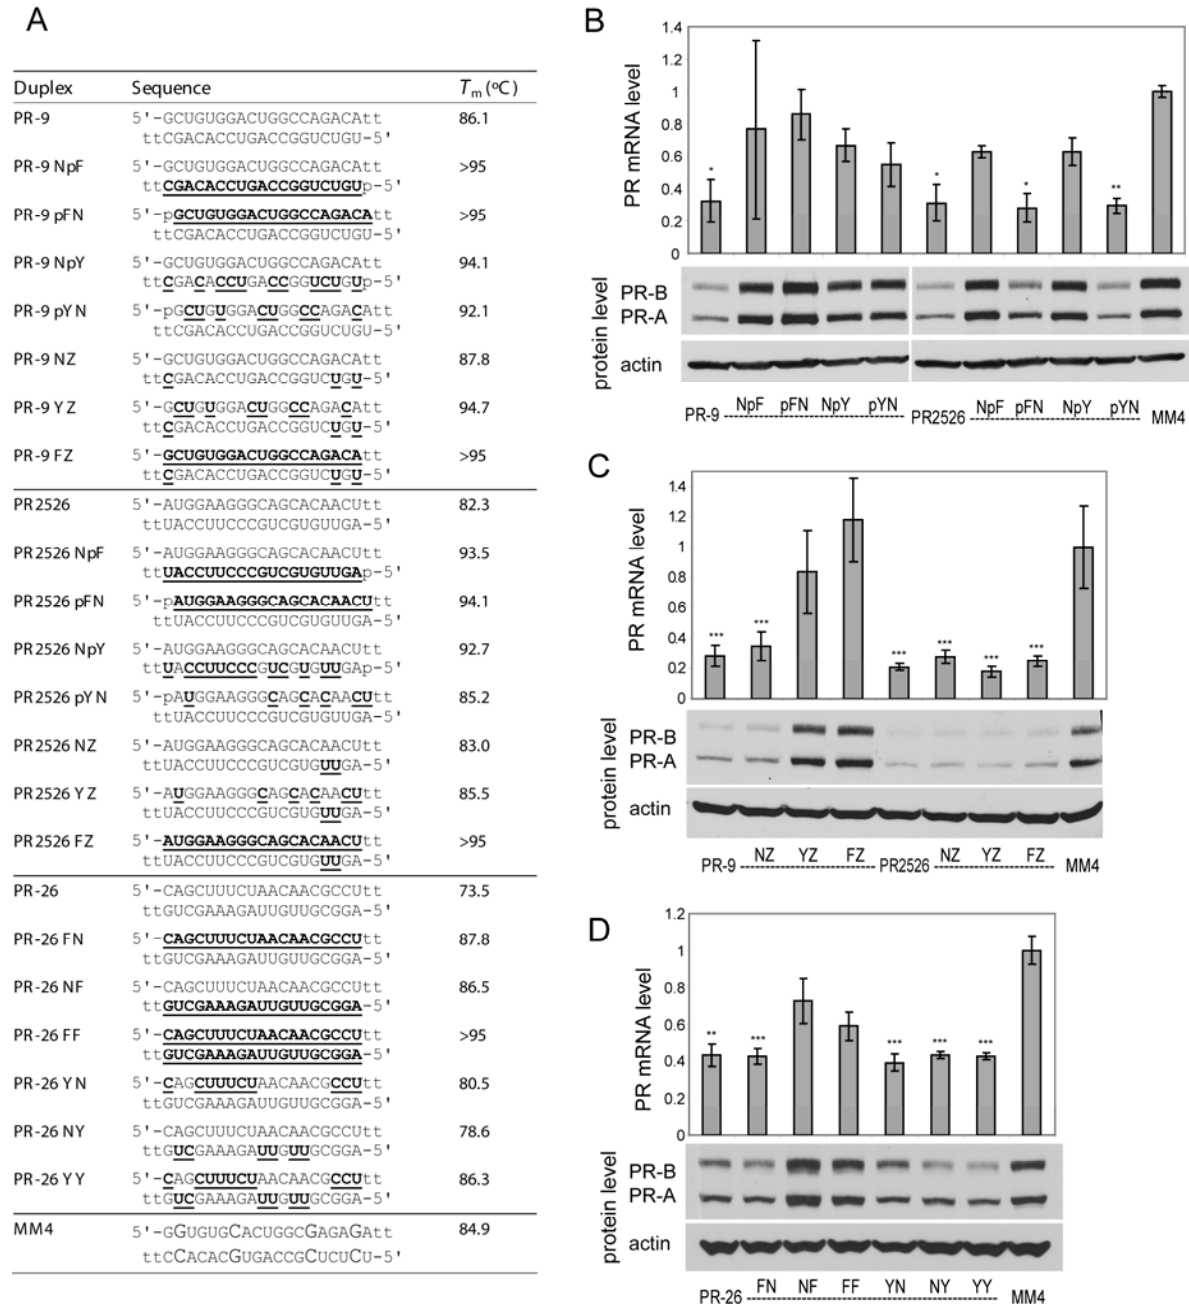 A
Duplex Sequence Tm (ºC)
PR-9 5'-GCUGUGGACUGGCCAGACAtt 86.1
ttCGACACCUGACCGGUCUGU-5'
PR-9 NpF 5'-GCUGUGGACUGGCCAGACAtt >95
ttCGACACCUGACCGGUCUGUp-5'
PR-9 pFN 5'-pGCUGUGGACUGGCCAGACAtt >95
ttCGACACCUGACCGGUCUGU-5'
PR-9 NpY 5'-GCUGUGGACUGGCCAGACAtt 94.1
ttCGACACCUGACCGGUCUGUp-5'
PR-9 pYN 5'-pGCUGUGGACUGGCCAGACAtt 92.1
ttCGACACCUGACCGGUCUGU-5'
PR-9 NZ 5'-GCUGUGGACUGGCCAGACAtt 87.8
ttCGACACCUGACCGGUCUGU-5'
PR-9 YZ 5'-GCUGUGGACUGGCCAGACAtt 94.7
ttCGACACCUGACCGGUCUGU-5'
PR-9 FZ 5'-GCUGUGGACUGGCCAGACAtt >95
ttCGACACCUGACCGGUCUGU-5'
PR2526 5'-AUGGAAGGGCAGCACAACUtt 82.3
ttUACCUUCCCGUCGUGUUGA-5'
PR2526 NpF 5'-AUGGAAGGGCAGCACAACUtt 93.5
ttUACCUUCCCGUCGUGUUGAp-5'
PR2526 pFN 5'-pAUGGAAGGGCAGCACAACUtt 94.1
ttUACCUUCCCGUCGUGUUGA-5'
PR2526 NpY 5'-AUGGAAGGGCAGCACAACUtt 92.7
ttUACCUUCCCGUCGUGUUGAp-5'
PR2526 pYN 5'-pAUGGAAGGGCAGCACAACUtt 85.2
ttUACCUUCCCGUCGUGUUGA-5'
PR2526 NZ 5'-AUGGAAGGGCAGCACAACUtt 83.0
ttUACCUUCCCGUCGUGUUGA-5'
PR2526 YZ 5'-AUGGAAGGGCAGCACAACUtt 85.5
ttUACCUUCCCGUCGUGUUGA-5'
PR2526 FZ 5'-AUGGAAGGGCAGCACAACUtt >95
ttUACCUUCCCGUCGUGUUGA-5'
PR-26 5'-CAGCUUUCUAACAACGCCUtt 73.5
ttGUCGAAAGAUUGUUGCGGA-5'
PR-26 FN 5'-CAGCUUUCUAACAACGCCUtt 87.8
ttGUCGAAAGAUUGUUGCGGA-5'
PR-26 NF 5'-CAGCUUUCUAACAACGCCUtt 86.5
ttGUCGAAAGAUUGUUGCGGA-5'
PR-26 FF 5'-CAGCUUUCUAACAACGCCUtt >95
ttGUCGAAAGAUUGUUGCGGA-5'
PR-26 YN 5'-CAGCUUUCUAACAACGCCUtt 80.5
ttGUCGAAAGAUUGUUGCGGA-5'
PR-26 NY 5'-CAGCUUUCUAACAACGCCUtt 78.6
ttGUCGAAAGAUUGUUGCGGA-5'
PR-26 YY 5'-CAGCUUUCUAACAACGCCUtt 86.3
ttGUCGAAAGAUUGUUGCGGA-5'
MM4 5'-GGUGUGCACUGGCGAGAGAtt 84.9
ttCCACACGUGACCGCUCUCU-5'
B
PR mRNA level
1.4
1.2
1
0.8
0.6
0.4
0.2
0
* * * **
protein level
PR-B
PR-A
actin
PR-9 NpF pFN NpY pYN PR2526 NpF pFN NpY pYN MM4
C
PR mRNA level
1.4
1.2
1
0.8
0.6
0.4
0.2
0
*** *** *** *** *** ***
protein level
PR-B
PR-A
actin
PR-9 NZ YZ FZ PR2526 NZ YZ FZ MM4
D
PR mRNA level
1.2
1
0.8
0.6
0.4
0.2
0
** *** *** *** ***
protein level
PR-B
PR-A
actin
PR-26 FN NF FF YN NY YY MM4